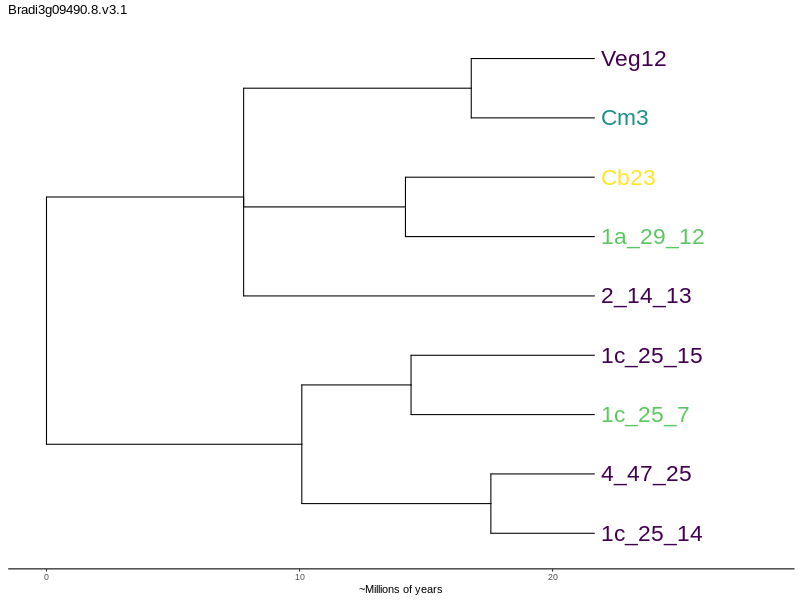 Bradi3g09490.8.v3.1
Veg12
Cm3
Cb23
1a_29_12
2_14_13
1c_25_15
1c_25_7
4_47_25
1c_25_14
0 10 20
~Millions of years